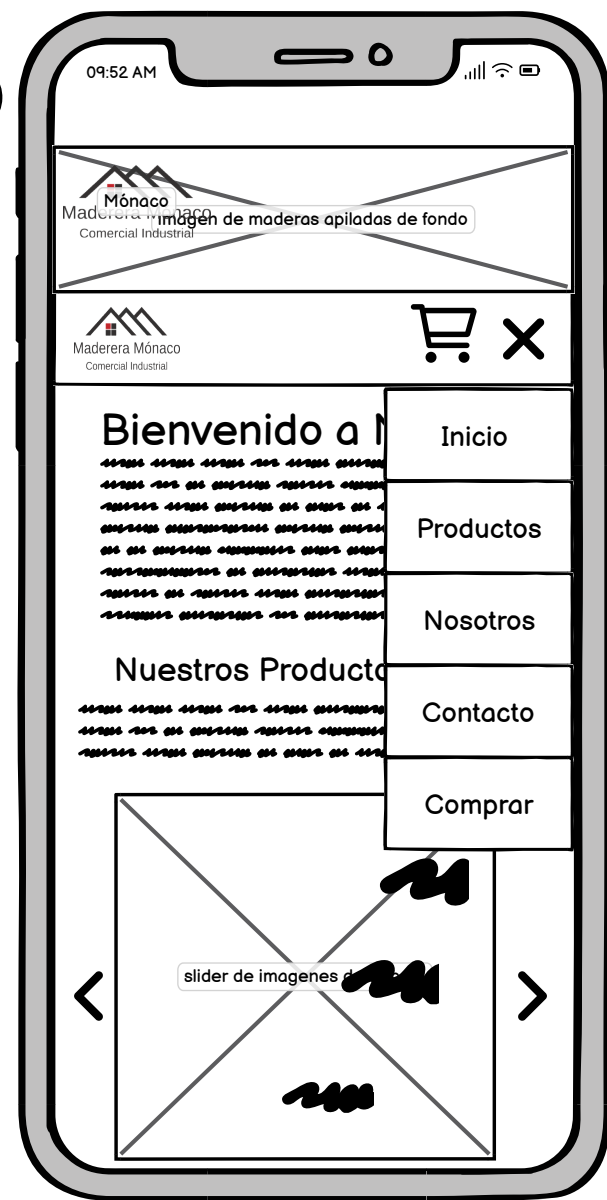 09:52 AM
Mónaco
Maderera Mónaco
imagen de maderas apiladas de fondo
Comercial Industrial
Maderera Mónaco
Comercial Industrial
Bienvenido a
Inicio
Productos
Nosotros
Nuestros
Contacto
Comprar
slider de imagenes